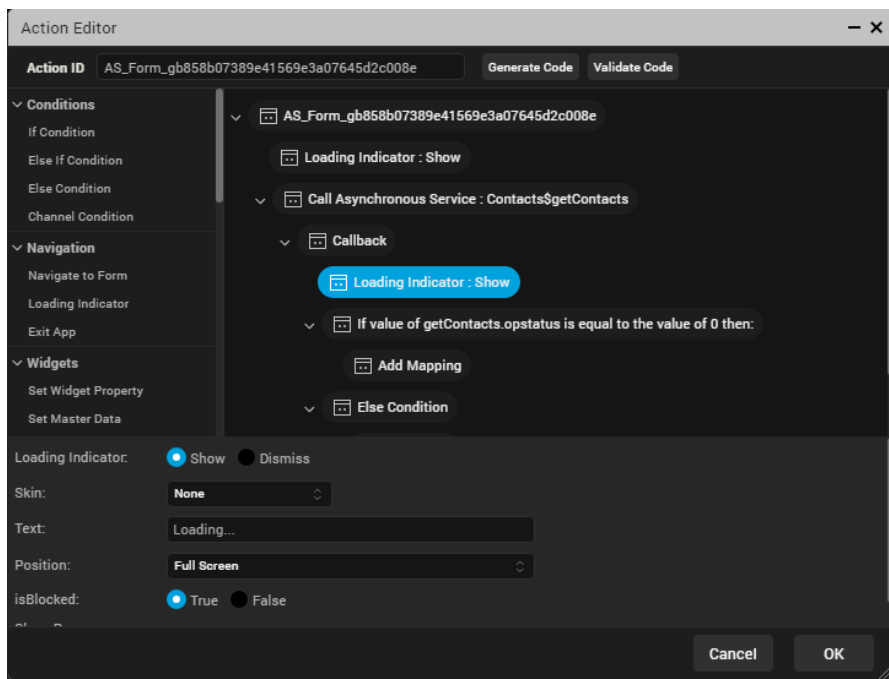 Action Editor
Action ID AS_Form_gb858b07389e41569e3a07645d2c008e Generate Code Validate Code
Conditions
If Condition
Else If Condition
Else Condition
Channel Condition
Navigation
Navigate to Form
Loading Indicator
Exit App
Widgets
Set Widget Property
Set Master Data
AS_Form_gb858b07389e41569e3a07645d2c008e
Loading Indicator : Show
Call Asynchronous Service : Contacts$getContacts
Callback
Loading Indicator : Show
If value of getContacts.opstatus is equal to the value of 0 then:
Add Mapping
Else Condition
Loading Indicator: Show Dismiss
Skin: None
Text: Loading...
Position: Full Screen
isBlocked: True False
Cancel OK